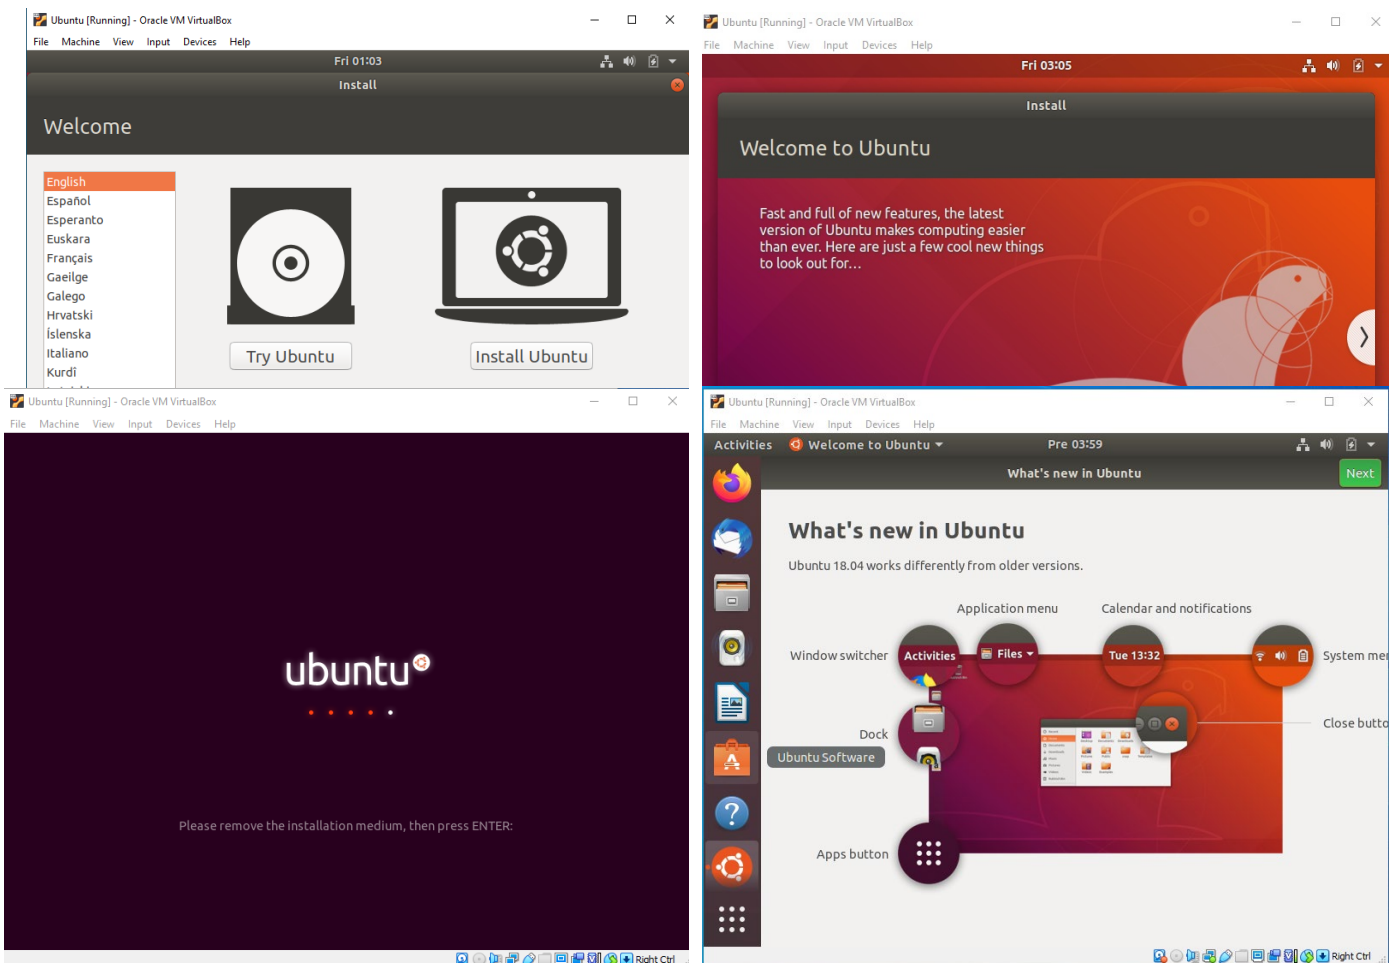 Ubuntu [Running] - Oracle VM VirtualBox
File Machine View Input Devices Help
Fri 01:03
Install
Welcome
English
Español
Esperanto
Euskara
Français
Gaeilge
Galego
Hrvatski
Íslenska
Italiano
Kurdî
Try Ubuntu
Install Ubuntu
Ubuntu [Running] - Oracle VM VirtualBox
File Machine View Input Devices Help
Fri 03:05
Install
Welcome to Ubuntu
Fast and full of new features, the latest
version of Ubuntu makes computing easier
than ever. Here are just a few cool new things
to look out for...
Ubuntu [Running] - Oracle VM VirtualBox
File Machine View Input Devices Help
ubuntu
Please remove the installation medium, then press ENTER:
Right Ctrl
Ubuntu [Running] - Oracle VM VirtualBox
File Machine View Input Devices Help
Activities Welcome to Ubuntu Pre 03:59
What's new in Ubuntu
Next
What's new in Ubuntu
Ubuntu 18.04 works differently from older versions.
Application menu
Calendar and notifications
Window switcher
Activities
Files
Tue 13:32
System me
Dock
Close butto
Ubuntu Software
Apps button
Right Ctrl